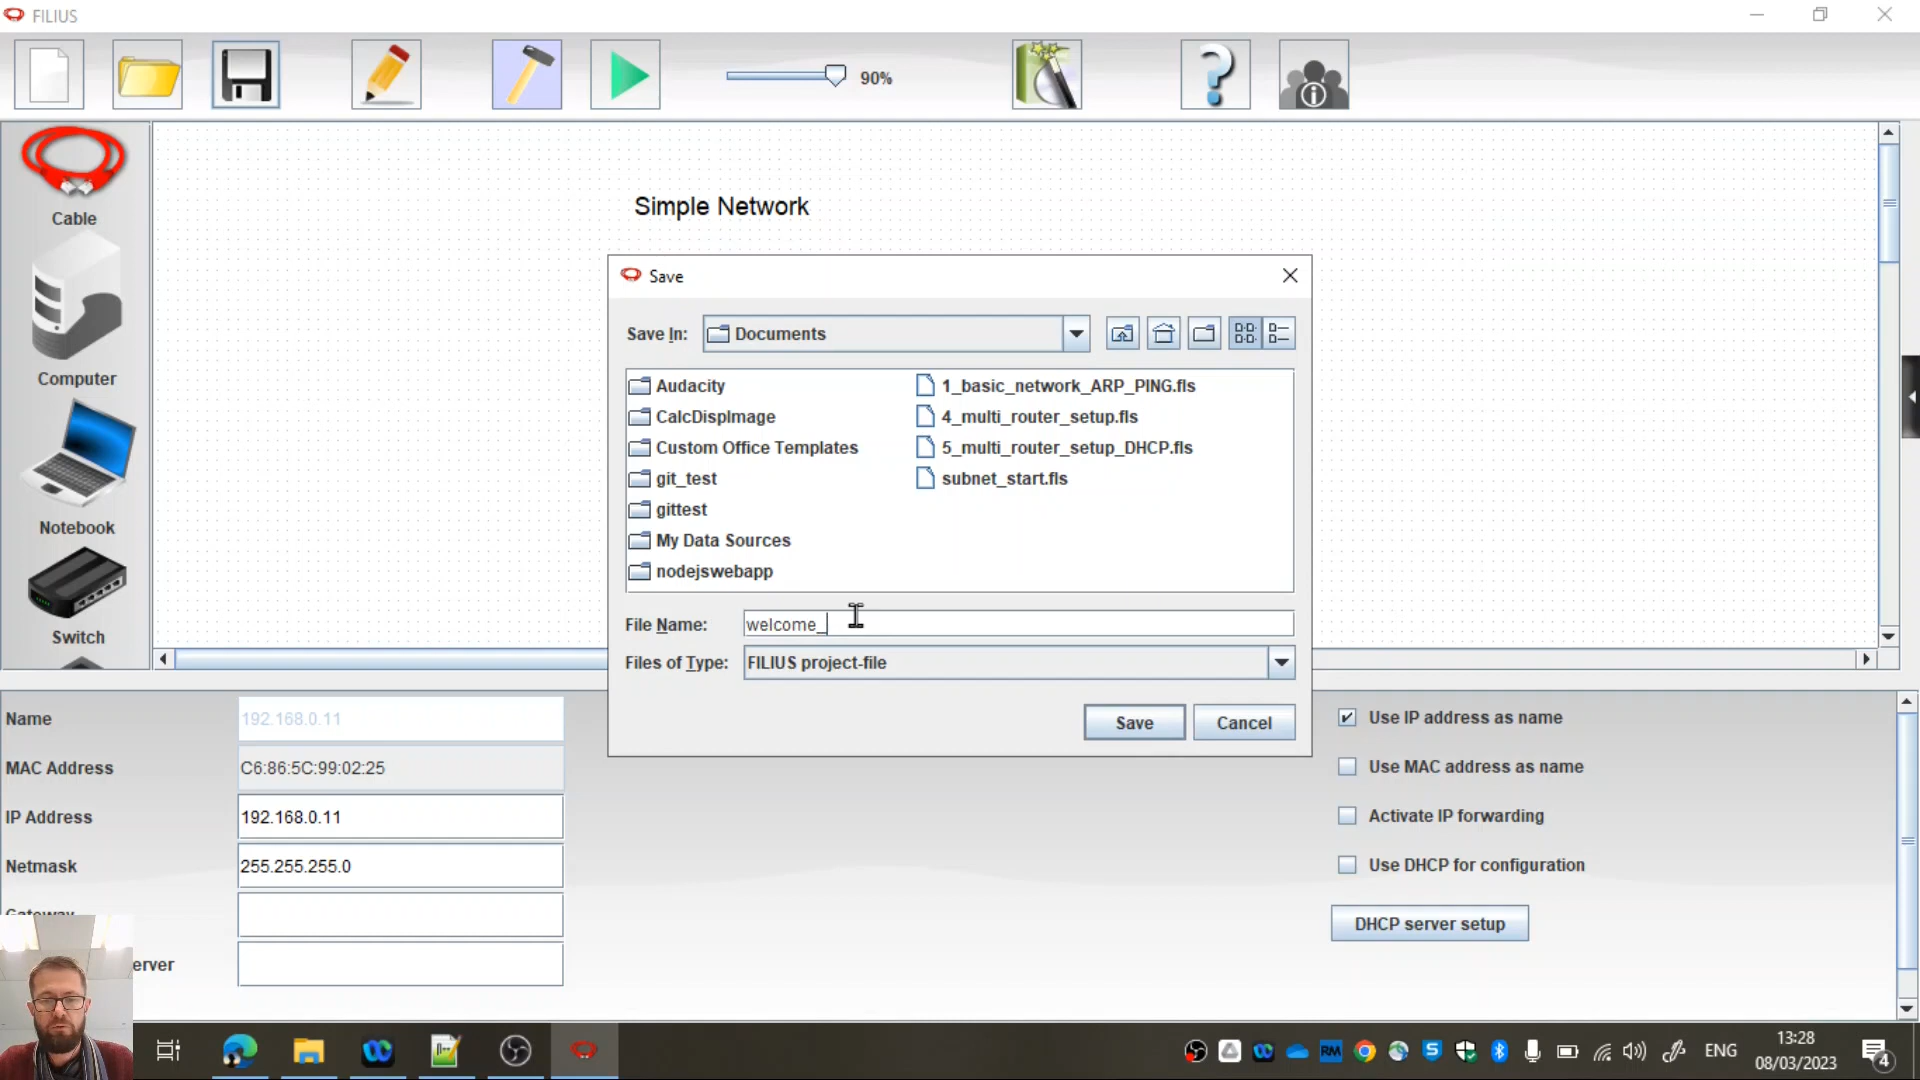 FILIUS
90%
Cable
Computer
Notebook
Switch
Simple Network
Save
Save In:
Documents
Audacity
CalcDispImage
Custom Office Templates
git_test
gittest
My Data Sources
nodejswebapp
1_basic_network_ARP_PING.fls
4_multi_router_setup.fls
5_multi_router_setup_DHCP.fls
subnet_start.fls
File Name:
welcome_
Files of Type:
FILIUS project-file
Save
Cancel
Name
192.168.0.11
MAC Address
C6:86:5C:99:02:25
IP Address
192.168.0.11
Netmask
255.255.255.0
Gateway
erver
Use IP address as name
Use MAC address as name
Activate IP forwarding
Use DHCP for configuration
DHCP server setup
RM
ENG
13:28
08/03/2023
4